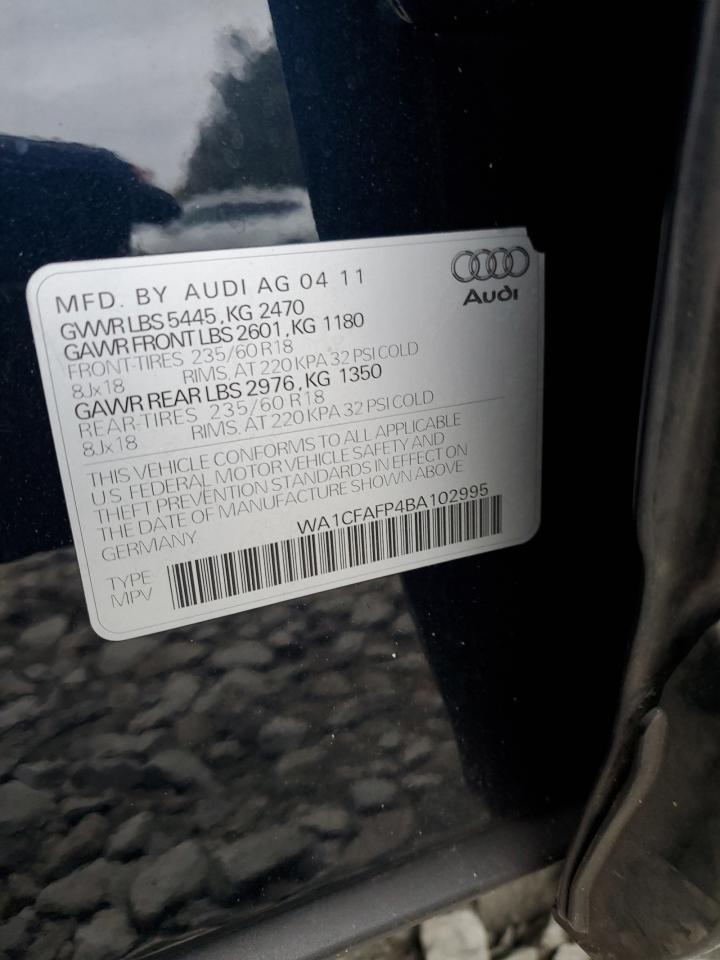 MFD. BY AUDI AG 04 11
Audi
GVWR LBS 5445, KG 2470
GAWR FRONT LBS 2601, KG 1180
FRONT-TIRES 235/60 R18
8Jx18 RIMS, AT 220 KPA 32 PSI COLD
GAWR REAR LBS 2976, KG 1350
REAR-TIRES 235/60 R18
8Jx18 RIMS, AT 220 KPA 32 PSI COLD
THIS VEHICLE CONFORMS TO ALL APPLICABLE
US FEDERAL MOTOR VEHICLE SAFETY AND
THEFT PREVENTION STANDARDS IN EFFECT ON
THE DATE OF MANUFACTURE SHOWN ABOVE
GERMANY WA1CFAFP4BA102995
TYPE
MPV